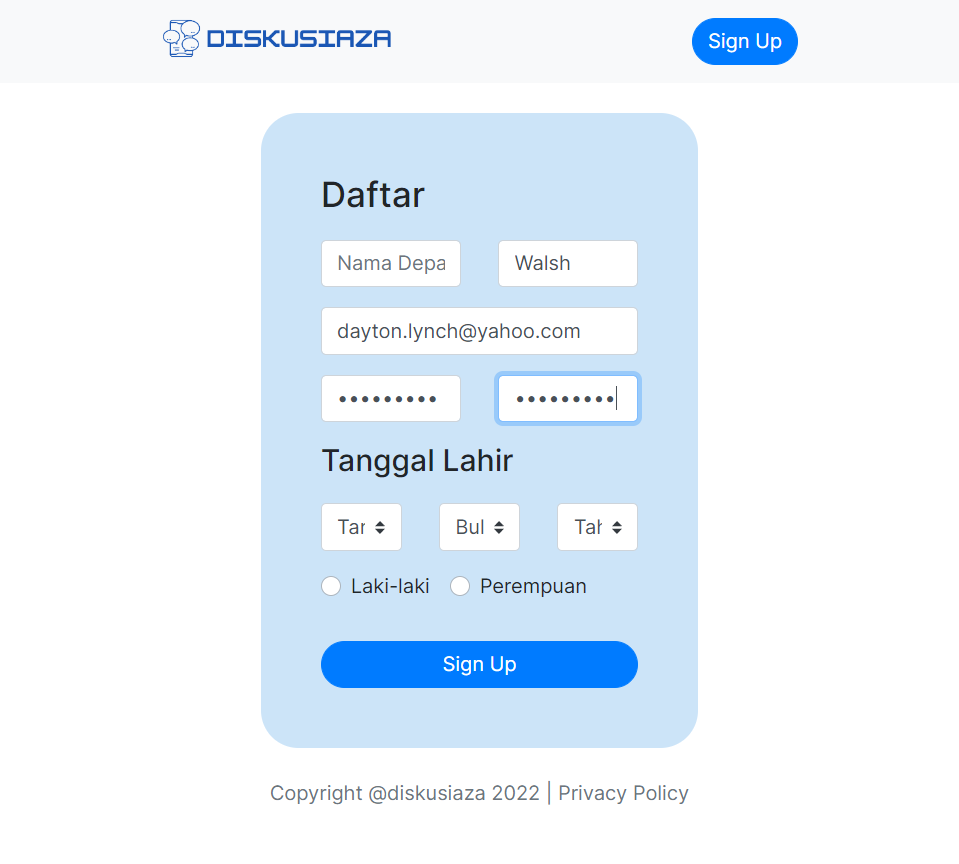 DISKUSIAZA Sign Up
Daftar
Nama Depa Walsh
dayton.lynch@yahoo.com
••••••••• •••••••••
Tanggal Lahir
Tar Bul Tah
Laki-laki Perempuan
Sign Up
Copyright @diskusiaza 2022 | Privacy Policy